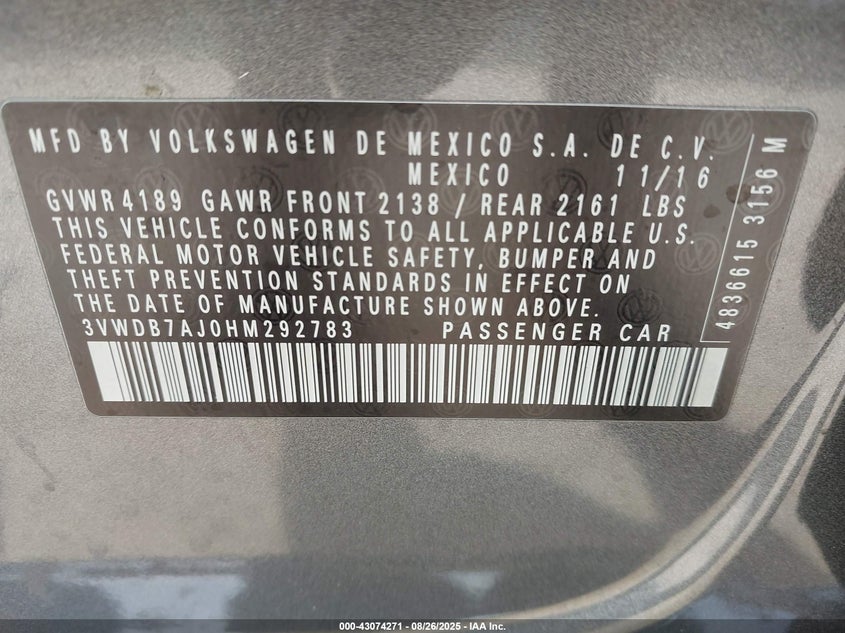 MFD BY VOLKSWAGEN DE MEXICO S.A. DE C.V.
MEXICO 11/16
GVWR 4189 GAWR FRONT 2138 / REAR 2161 LBS
THIS VEHICLE CONFORMS TO ALL APPLICABLE U.S.
FEDERAL MOTOR VEHICLE SAFETY, BUMPER AND
THEFT PREVENTION STANDARDS IN EFFECT ON
THE DATE OF MANUFACTURE SHOWN ABOVE.
3VWDB7AJ0HM292783 PASSENGER CAR
4836615 3156 M
000-43074271 - 08/26/2025 - IAA Inc.